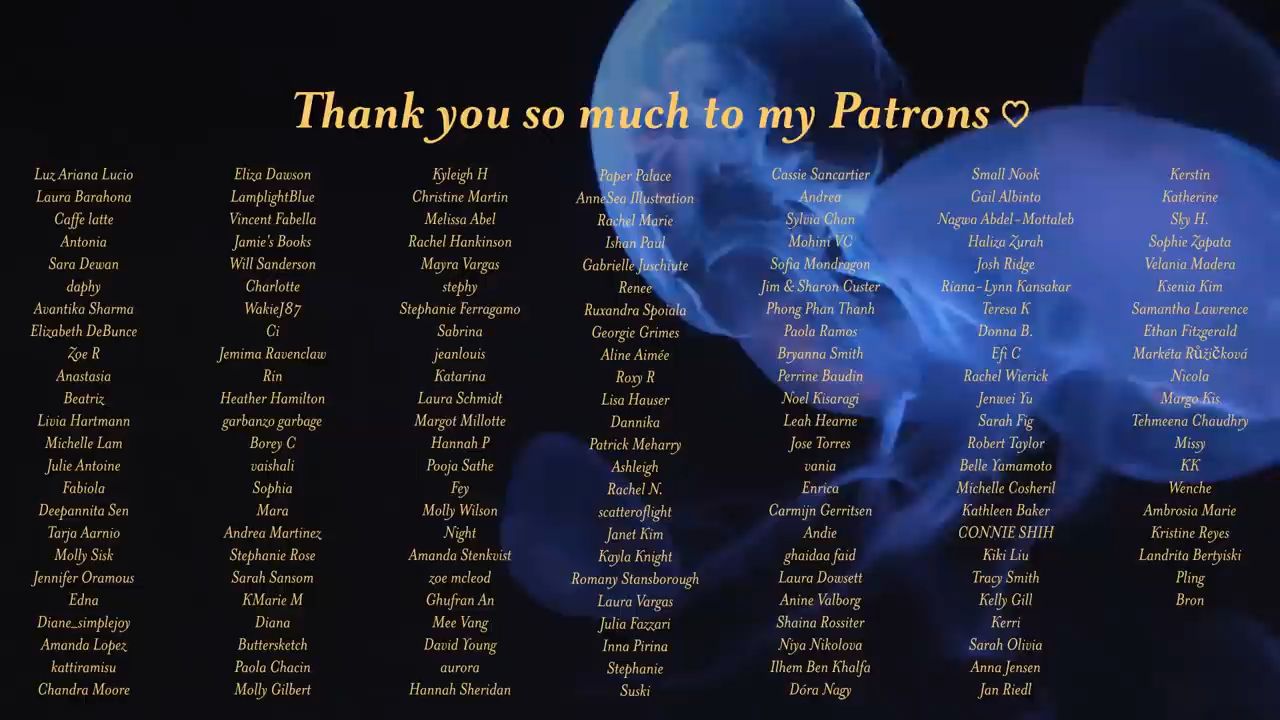 Thank you so much to my Patrons ♡
Luz Ariana Lucio
Laura Barahona
Caffe latte
Antonia
Sara Dewan
daphy
Avantika Sharma
Elizabeth DeBunce
Zoe R
Anastasia
Beatriz
Livia Hartmann
Michelle Lam
Julie Antoine
Fabiola
Deepannita Sen
Tarja Aarnio
Molly Sisk
Jennifer Oramous
Edna
Diane_simplejoy
Amanda Lopez
kattiramisu
Chandra Moore
Eliza Dawson
LamplightBlue
Vincent Fabella
Jamie's Books
Will Sanderson
Charlotte
WakieJ87
Ci
Jemima Ravenclaw
Rin
Heather Hamilton
garbanzo garbage
Borey C
vaishali
Sophia
Mara
Andrea Martinez
Stephanie Rose
Sarah Sansom
KMarie M
Diana
Buttersketch
Paola Chacin
Molly Gilbert
Kyleigh H
Christine Martin
Melissa Abel
Rachel Hankinson
Mayra Vargas
stephy
Stephanie Ferragamo
Sabrina
jeanlouis
Katarina
Laura Schmidt
Margot Millotte
Hannah P
Pooja Sathe
Fey
Molly Wilson
Night
Amanda Stenkvist
zoe mcleod
Ghufran An
Mee Vang
David Young
aurora
Hannah Sheridan
Paper Palace
AnneSea Illustration
Rachel Marie
Ishan Paul
Gabrielle Juschiute
Renee
Ruxandra Spoiala
Georgie Grimes
Aline Aimée
Roxy R
Lisa Hauser
Dannika
Patrick Meharry
Ashleigh
Rachel N.
scatteroflight
Janet Kim
Kayla Knight
Romany Stansborough
Laura Vargas
Julia Fazzari
Inna Pirina
Stephanie
Suski
Cassie Sancartier
Andrea
Sylvia Chan
Mohini VC
Sofia Mondragon
Jim & Sharon Custer
Phong Phan Thanh
Paola Ramos
Bryanna Smith
Perrine Baudin
Noel Kisaragi
Leah Hearne
Jose Torres
vania
Enrica
Carmijn Gerritsen
Andie
ghaidaa faid
Laura Dowsett
Anine Valborg
Shaina Rossiter
Niya Nikolova
Ilhem Ben Khalfa
Dóra Nagy
Small Nook
Gail Albinto
Nagwa Abdel-Mottaleb
Haliza Zurah
Josh Ridge
Riana-Lynn Kansakar
Teresa K
Donna B.
Efi C
Rachel Wierick
Jenwei Yu
Sarah Fig
Robert Taylor
Belle Yamamoto
Michelle Cosheril
Kathleen Baker
CONNIE SHIH
Kiki Liu
Tracy Smith
Kelly Gill
Kerri
Sarah Olivia
Anna Jensen
Jan Riedl
Kerstin
Katherine
Sky H.
Sophie Zapata
Velania Madera
Ksenia Kim
Samantha Lawrence
Ethan Fitzgerald
Markéta Růžičková
Nicola
Margo Kis
Tehmeena Chaudhry
Missy
KK
Wenche
Ambrosia Marie
Kristine Reyes
Landrita Bertyiski
Pling
Bron